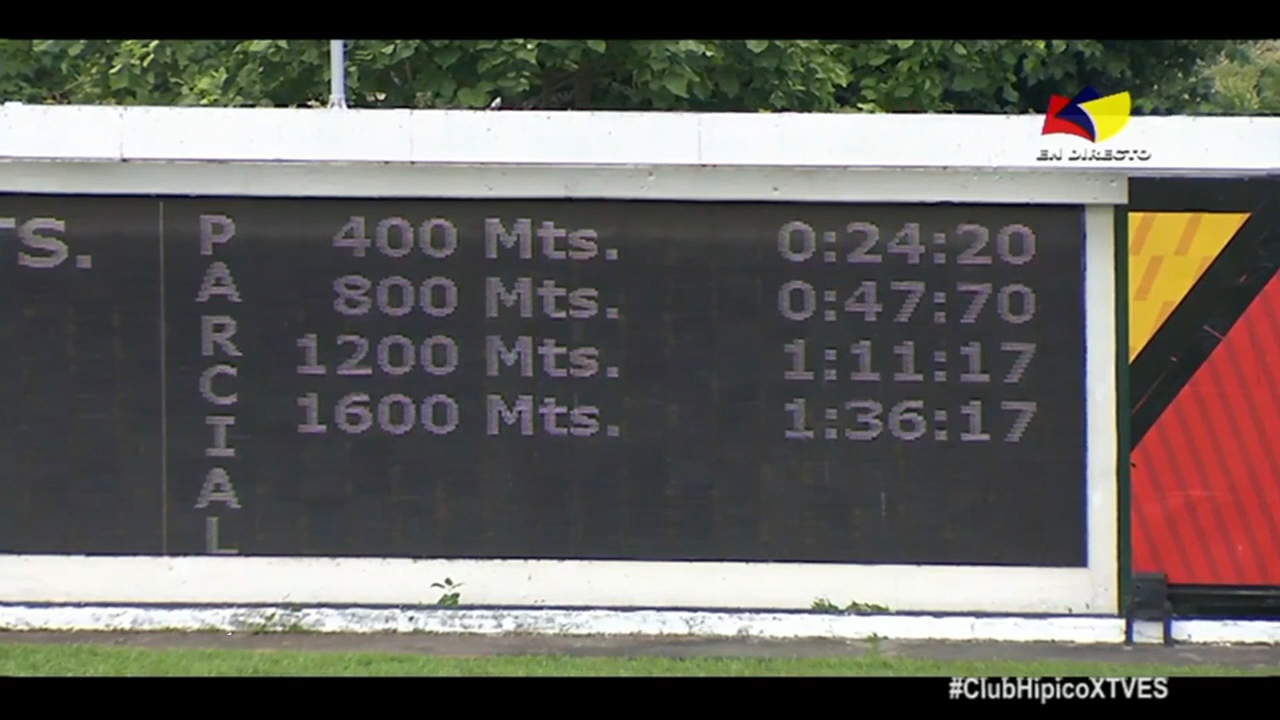 EN DIRECTO
TS.
PARCIAL
400 Mts. 0:24:20
800 Mts. 0:47:70
1200 Mts. 1:11:17
1600 Mts. 1:36:17
#ClubHipicoXTVES